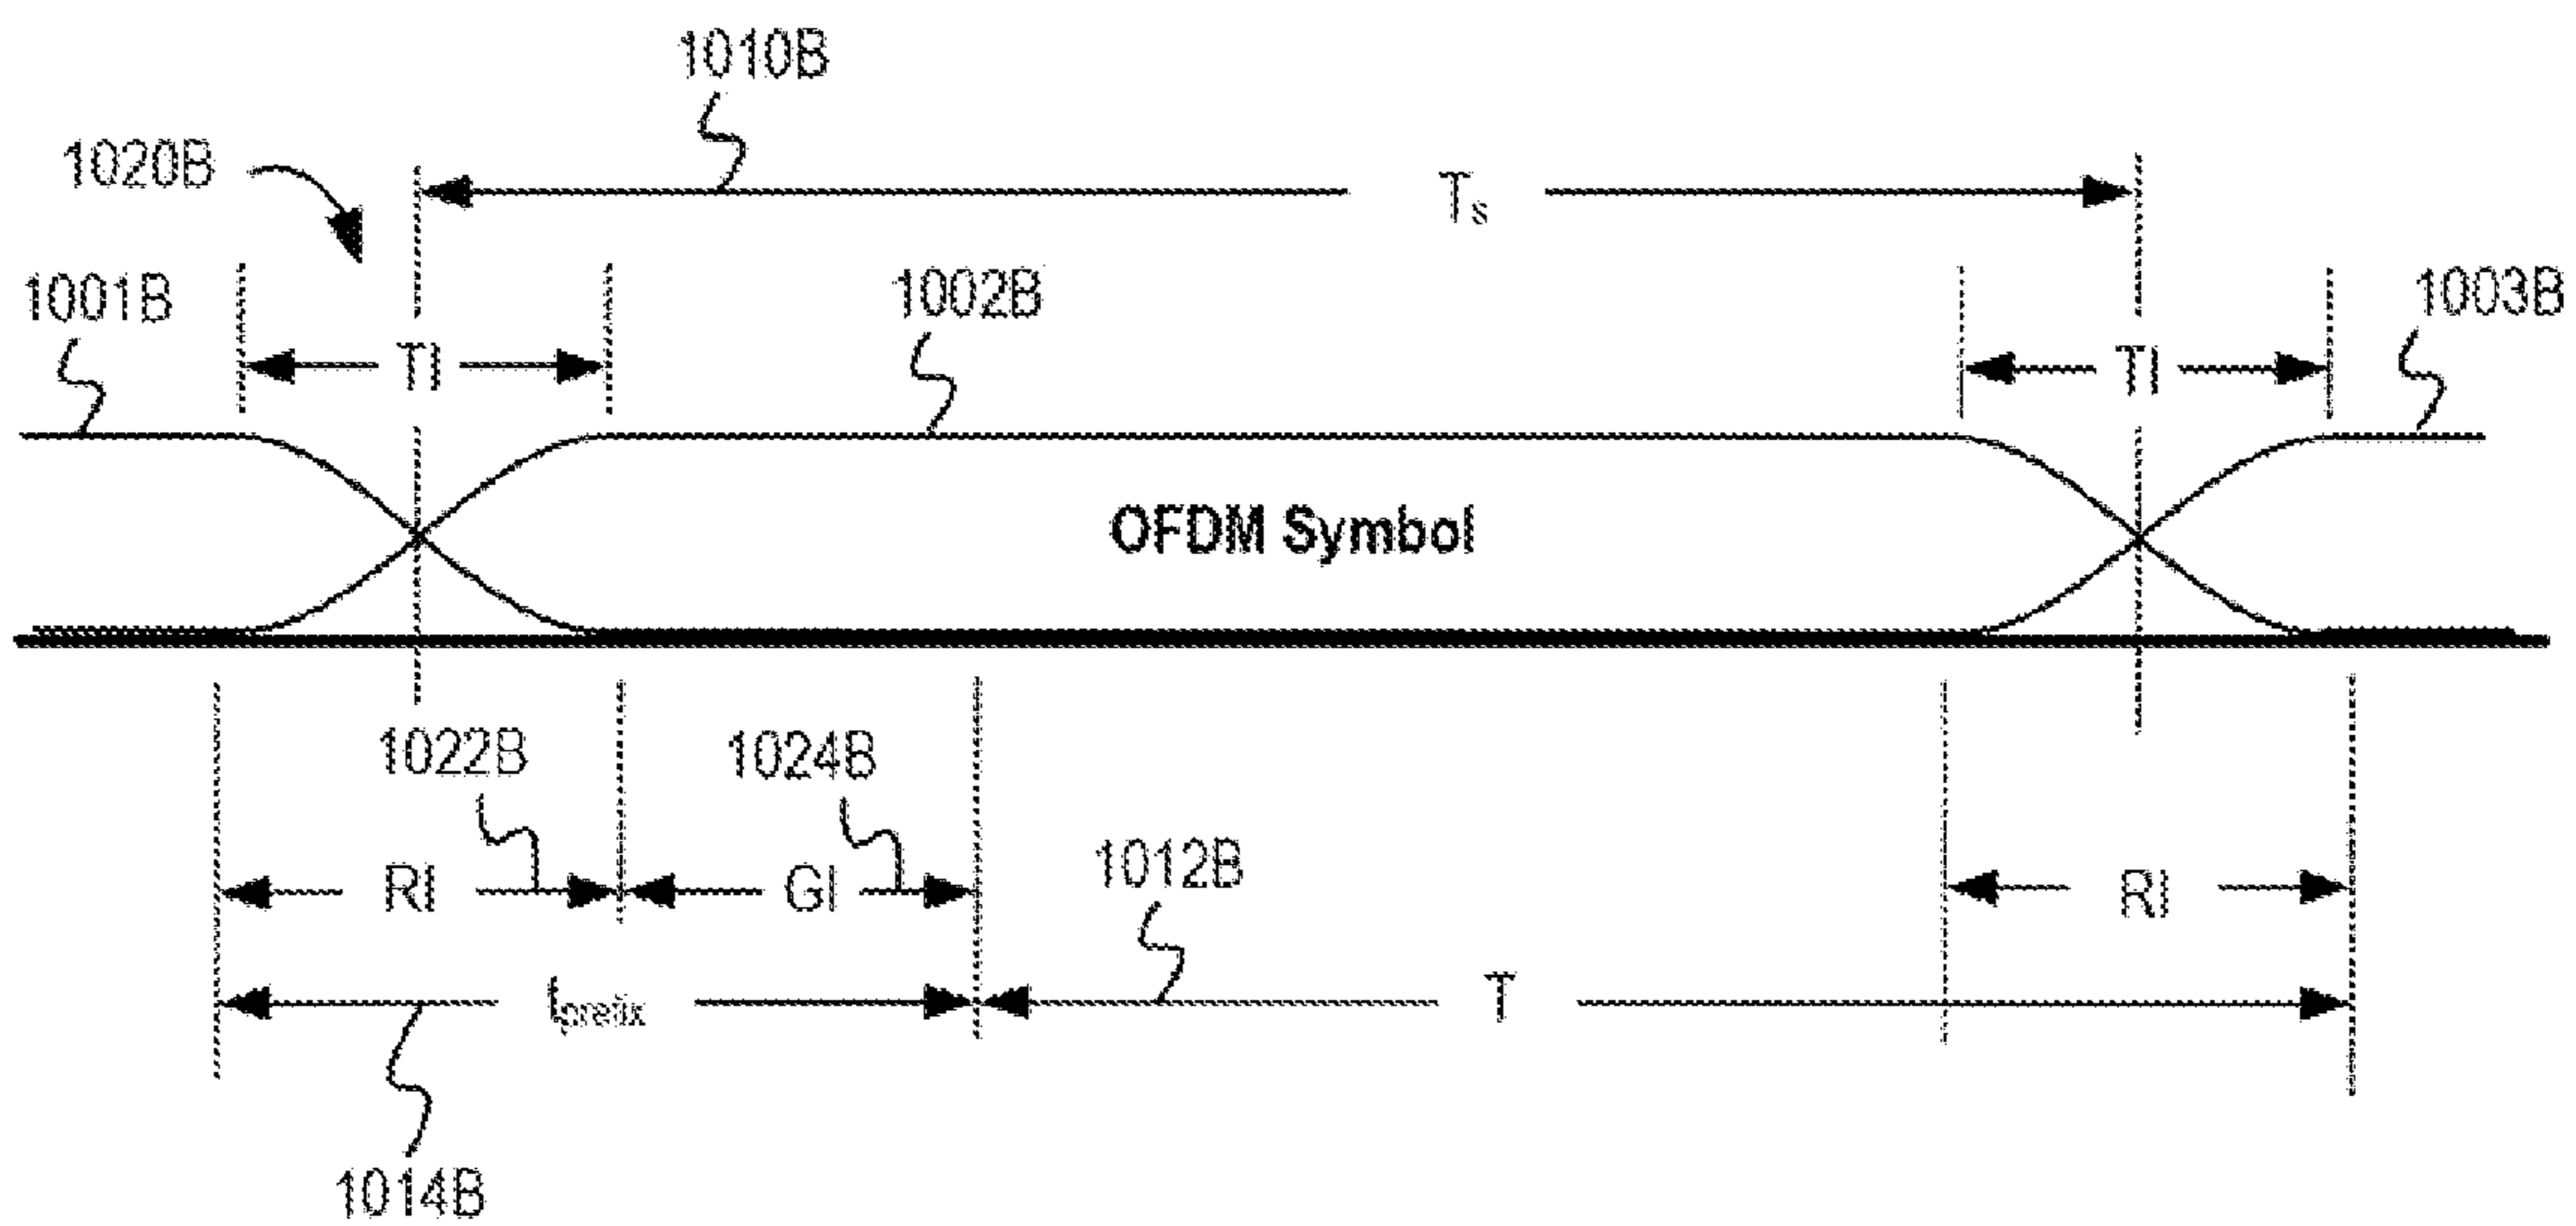 1010B
1020B
Ts
1001B
1002B
1003B
TI
TI
OFDM Symbol
1022B
1024B
1012B
RI
GI
RI
tprefix
T
1014B